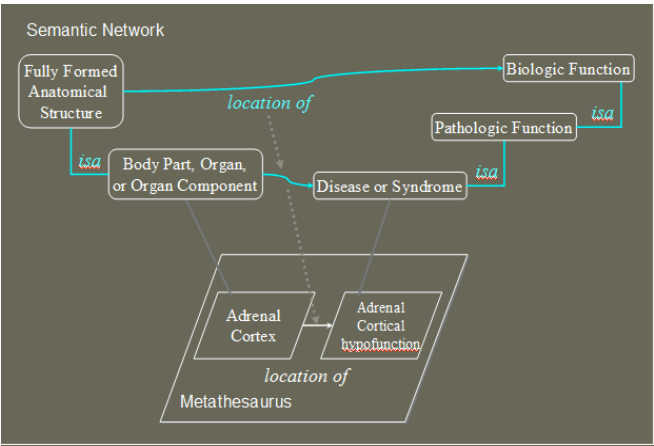 Semantic Network
Fully Formed
Anatomical
Structure
Biologic Function
location of
isa
Pathologic Function
isa
Body Part, Organ,
or Organ Component
isa
Disease or Syndrome
Adrenal
Cortex
Adrenal
Cortical
hypofunction
location of
Metathesaurus